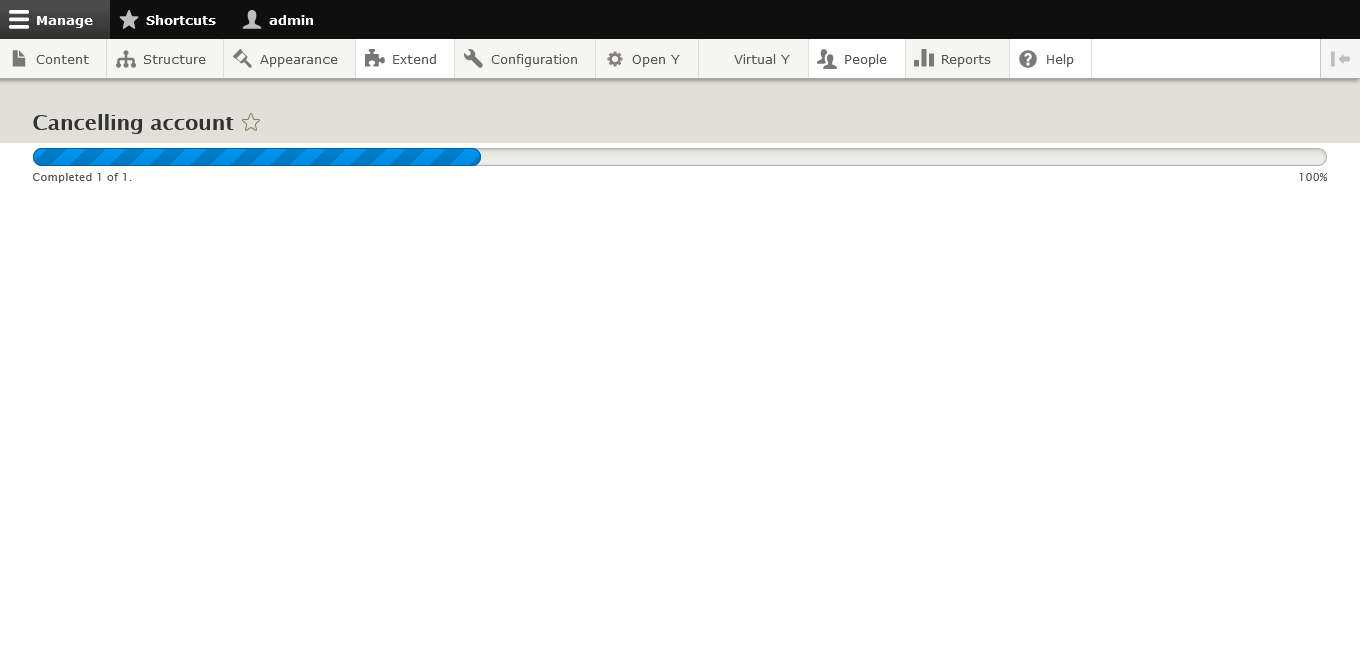 Manage Shortcuts admin
Content Structure Appearance Extend Configuration Open Y Virtual Y People Reports Help
Cancelling account
Completed 1 of 1. 100%